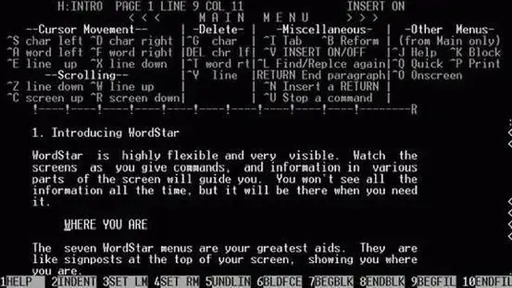 H:INTRO PAGE 1 LINE 9 COL 11 INSERT ON
< < < M A I N M E N U > > >
--Cursor Movement-- | -Delete- | -Miscellaneous- | -Other Menus-
^S char left ^D char right |^G char | ^I Tab ^B Reform | (from Main only)
^A word left ^F word right |DEL chr lf| ^V INSERT ON/OFF |^J Help ^K Block
^E line up ^X line down |^T word rt|^L Find/Replce again|^Q Quick ^P Print
--Scrolling-- |^Y line |RETURN End paragraph|^O Onscreen
^Z line down ^W line up | | ^N Insert a RETURN |
^C screen up ^R screen down| | ^U Stop a command |
L----!----!----!----!----!----!----!----!----!----!--------R
1. Introducing WordStar
WordStar is highly flexible and very visible. Watch the
screens as you give commands, and information in various
parts of the screen will guide you. You won't see all the
information all the time, but it will be there when you need
it.
WHERE YOU ARE
The seven WordStar menus are your greatest aids. They are
like signposts at the top of your screen, showing you where
you are.
1HELP 2INDENT 3SET LM 4SET RM 5UNDLIN 6BLDFCE 7BEGBLK 8ENDBLK 9BEGFIL 10ENDFIL